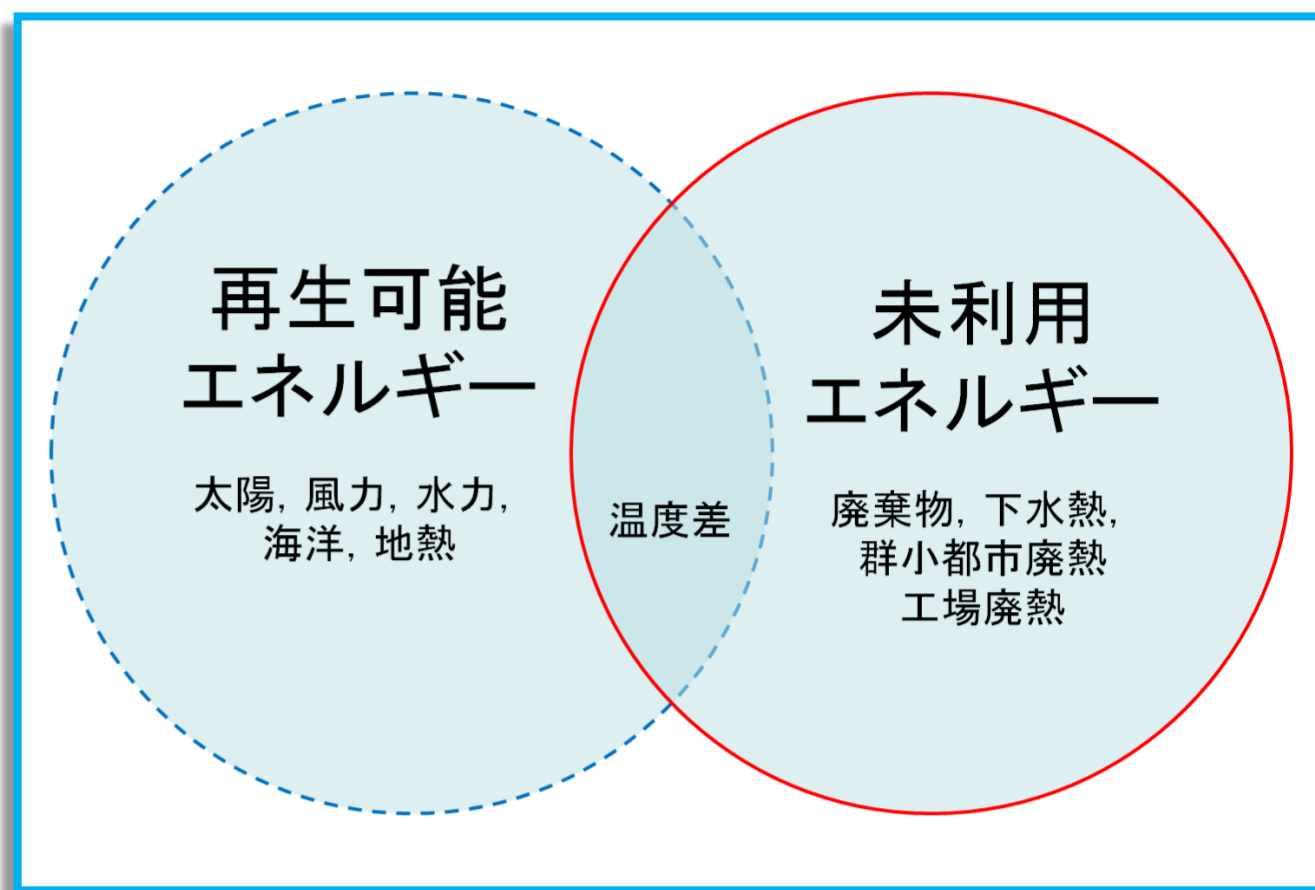 再生可能
エネルギー
太陽, 風力, 水力,
海洋, 地熱
温度差
未利用
エネルギー
廃棄物, 下水熱,
群小都市廃熱
工場廃熱